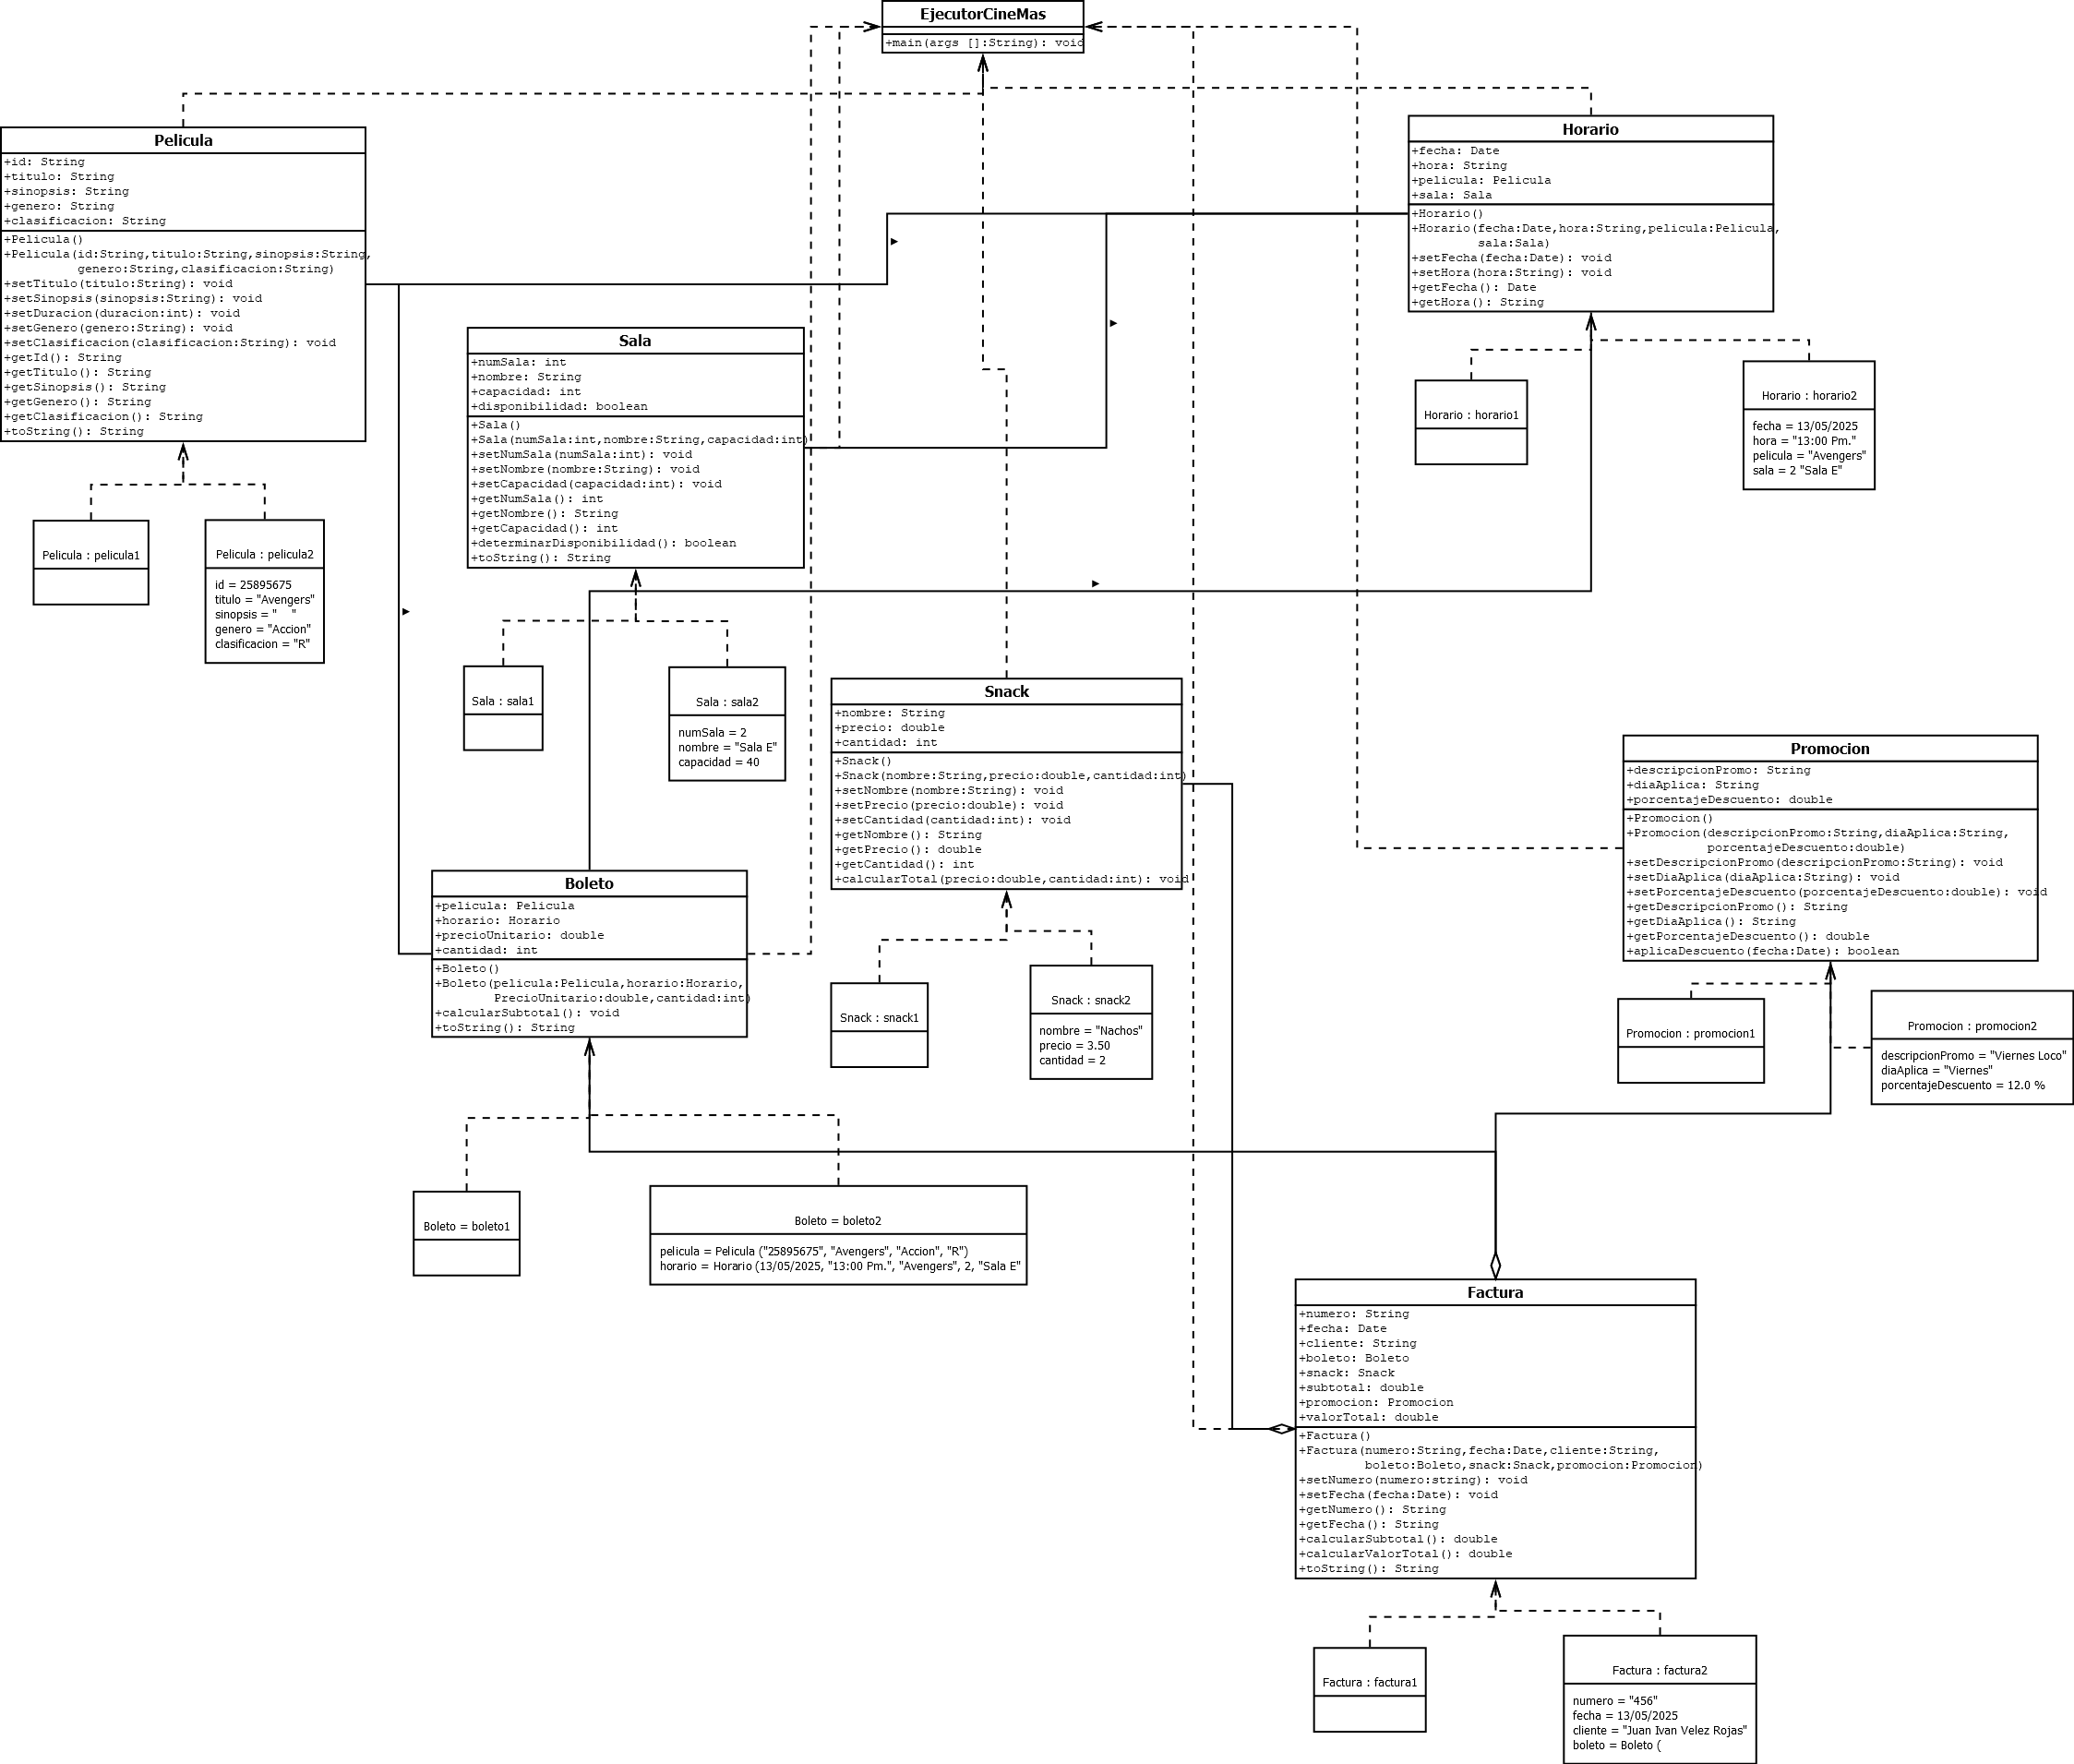 EjecutorCineMas
+main(args []:String): void
Pelicula
+id: String
+titulo: String
+sinopsis: String
+genero: String
+clasificacion: String
+Pelicula()
+Pelicula(id:String,titulo:String,sinopsis:String,
genero:String,clasificacion:String)
+setTitulo(titulo:String): void
+setSinopsis(sinopsis:String): void
+setDuracion(duracion:int): void
+setGenero(genero:String): void
+setClasificacion(clasificacion:String): void
+getId(): String
+getTitulo(): String
+getSinopsis(): String
+getGenero(): String
+getClasificacion(): String
+toString(): String
Horario
+fecha: Date
+hora: String
+pelicula: Pelicula
+sala: Sala
+Horario()
+Horario(fecha:Date,hora:String,pelicula:Pelicula,
sala:Sala)
+setFecha(fecha:Date): void
+setHora(hora:String): void
+getFecha(): Date
+getHora(): String
Sala
+numSala: int
+nombre: String
+capacidad: int
+disponibilidad: boolean
+Sala()
+Sala(numSala:int,nombre:String,capacidad:int)
+setNumSala(numSala:int): void
+setNombre(nombre:String): void
+setCapacidad(capacidad:int): void
+getNumSala(): int
+getNombre(): String
+getCapacidad(): int
+determinarDisponibilidad(): boolean
+toString(): String
Horario : horario1
Horario : horario2
fecha = 13/05/2025
hora = "13:00 Pm."
pelicula = "Avengers"
sala = 2 "Sala E"
Pelicula : pelicula1
Pelicula : pelicula2
id = 25895675
titulo = "Avengers"
sinopsis = "    "
genero = "Accion"
clasificacion = "R"
Sala : sala1
Sala : sala2
numSala = 2
nombre = "Sala E"
capacidad = 40
Snack
+nombre: String
+precio: double
+cantidad: int
+Snack()
+Snack(nombre:String,precio:double,cantidad:int)
+setNombre(nombre:String): void
+setPrecio(precio:double): void
+setCantidad(cantidad:int): void
+getNombre(): String
+getPrecio(): double
+getCantidad(): int
+calcularTotal(precio:double,cantidad:int): void
Promocion
+descripcionPromo: String
+diaAplica: String
+porcentajeDescuento: double
+Promocion()
+Promocion(descripcionPromo:String,diaAplica:String,
porcentajeDescuento:double)
+setDescripcionPromo(descripcionPromo:String): void
+setDiaAplica(diaAplica:String): void
+setPorcentajeDescuento(porcentajeDescuento:double): void
+getDescripcionPromo(): String
+getDiaAplica(): String
+getPorcentajeDescuento(): double
+aplicaDescuento(fecha:Date): boolean
Boleto
+pelicula: Pelicula
+horario: Horario
+precioUnitario: double
+cantidad: int
+Boleto()
+Boleto(pelicula:Pelicula,horario:Horario,
PrecioUnitario:double,cantidad:int)
+calcularSubtotal(): void
+toString(): String
Snack : snack1
Snack : snack2
nombre = "Nachos"
precio = 3.50
cantidad = 2
Promocion : promocion1
Promocion : promocion2
descripcionPromo = "Viernes Loco"
diaAplica = "Viernes"
porcentajeDescuento = 12.0 %
Boleto = boleto1
Boleto = boleto2
pelicula = Pelicula ("25895675", "Avengers", "Accion", "R")
horario = Horario (13/05/2025, "13:00 Pm.", "Avengers", 2, "Sala E"
Factura
+numero: String
+fecha: Date
+cliente: String
+boleto: Boleto
+snack: Snack
+subtotal: double
+promocion: Promocion
+valorTotal: double
+Factura()
+Factura(numero:String,fecha:Date,cliente:String,
boleto:Boleto,snack:Snack,promocion:Promocion)
+setNumero(numero:string): void
+setFecha(fecha:Date): void
+getNumero(): String
+getFecha(): String
+calcularSubtotal(): double
+calcularValorTotal(): double
+toString(): String
Factura : factura1
Factura : factura2
numero = "456"
fecha = 13/05/2025
cliente = "Juan Ivan Velez Rojas"
boleto = Boleto (